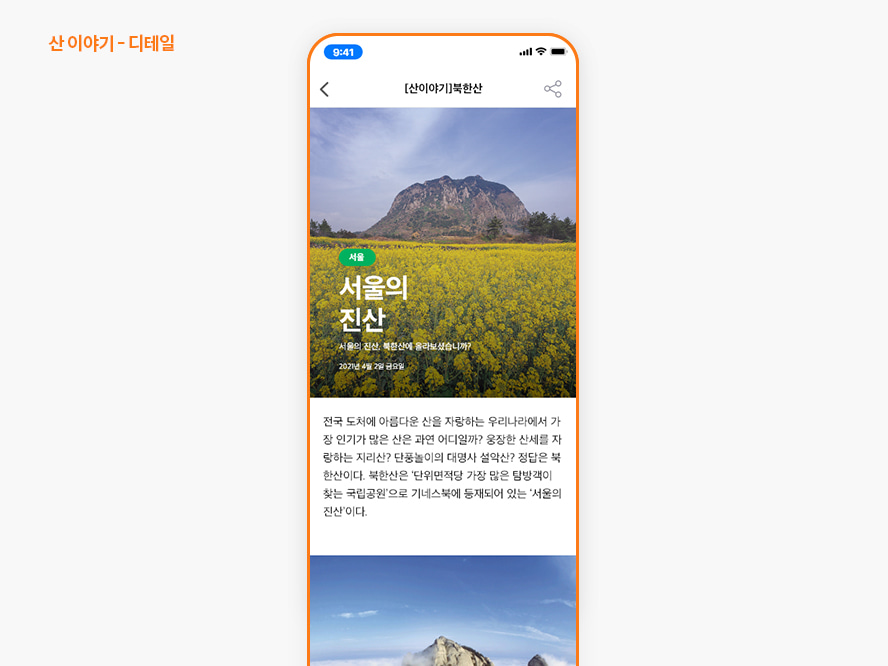 산 이야기 - 디테일
9:41
[산이야기]북한산
서울
서울의
진산
서울의 진산, 북한산에 올라보셨습니까?
2021년 4월 2일 금요일
전국 도처에 아름다운 산을 자랑하는 우리나라에서 가
장 인기가 많은 산은 과연 어디일까? 웅장한 산세를 자
랑하는 지리산? 단풍놀이의 대명사 설악산? 정답은 북
한산이다. 북한산은 '단위면적당 가장 많은 탐방객이
찾는 국립공원'으로 기네스북에 등재되어 있는 '서울의
진산'이다.